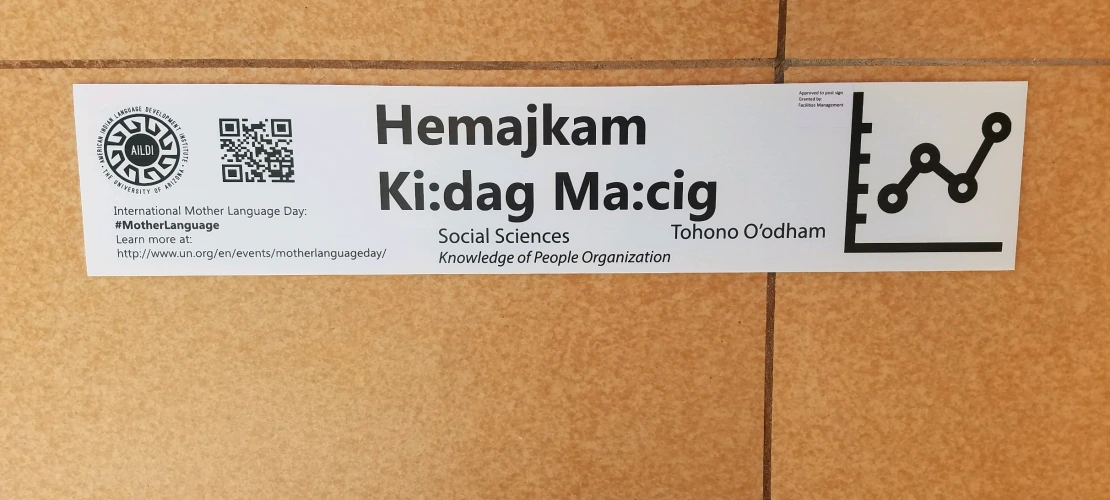 AMERICAN INDIAN LANGUAGE DEVELOPMENT INSTITUTE
• THE UNIVERSITY OF ARIZONA •
AILDI
International Mother Language Day:
#MotherLanguage
Learn more at:
http://www.un.org/en/events/motherlanguageday/
Hemajkam
Ki:dag Ma:cig
Social Sciences
Tohono O'odham
Knowledge of People Organization
Approved to post sign
Granted by:
Facilities Management